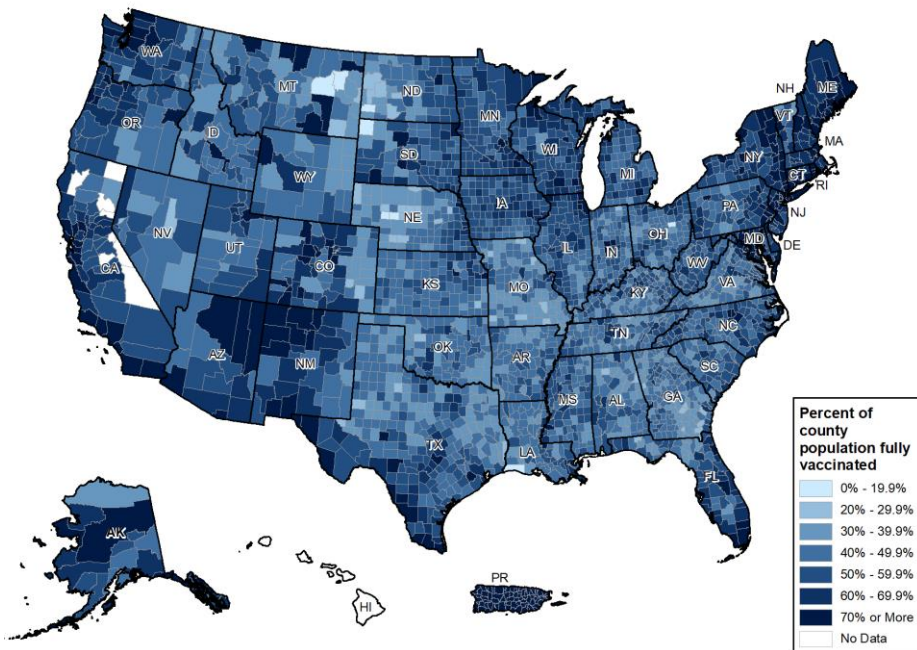 WA
MT
ND
MN
NH
ME
VT
OR
ID
SD
WI
MI
NY
MA
WY
CT
RI
IA
PA
NJ
NE
NV
OH
MD
DE
UT
IL
IN
CA
CO
WV
KS
MO
KY
VA
NC
TN
AZ
NM
OK
AR
SC
MS
AL
GA
TX
LA
FL
AK
HI
PR
Percent of
county
population fully
vaccinated
0% - 19.9%
20% - 29.9%
30% - 39.9%
40% - 49.9%
50% - 59.9%
60% - 69.9%
70% or More
No Data